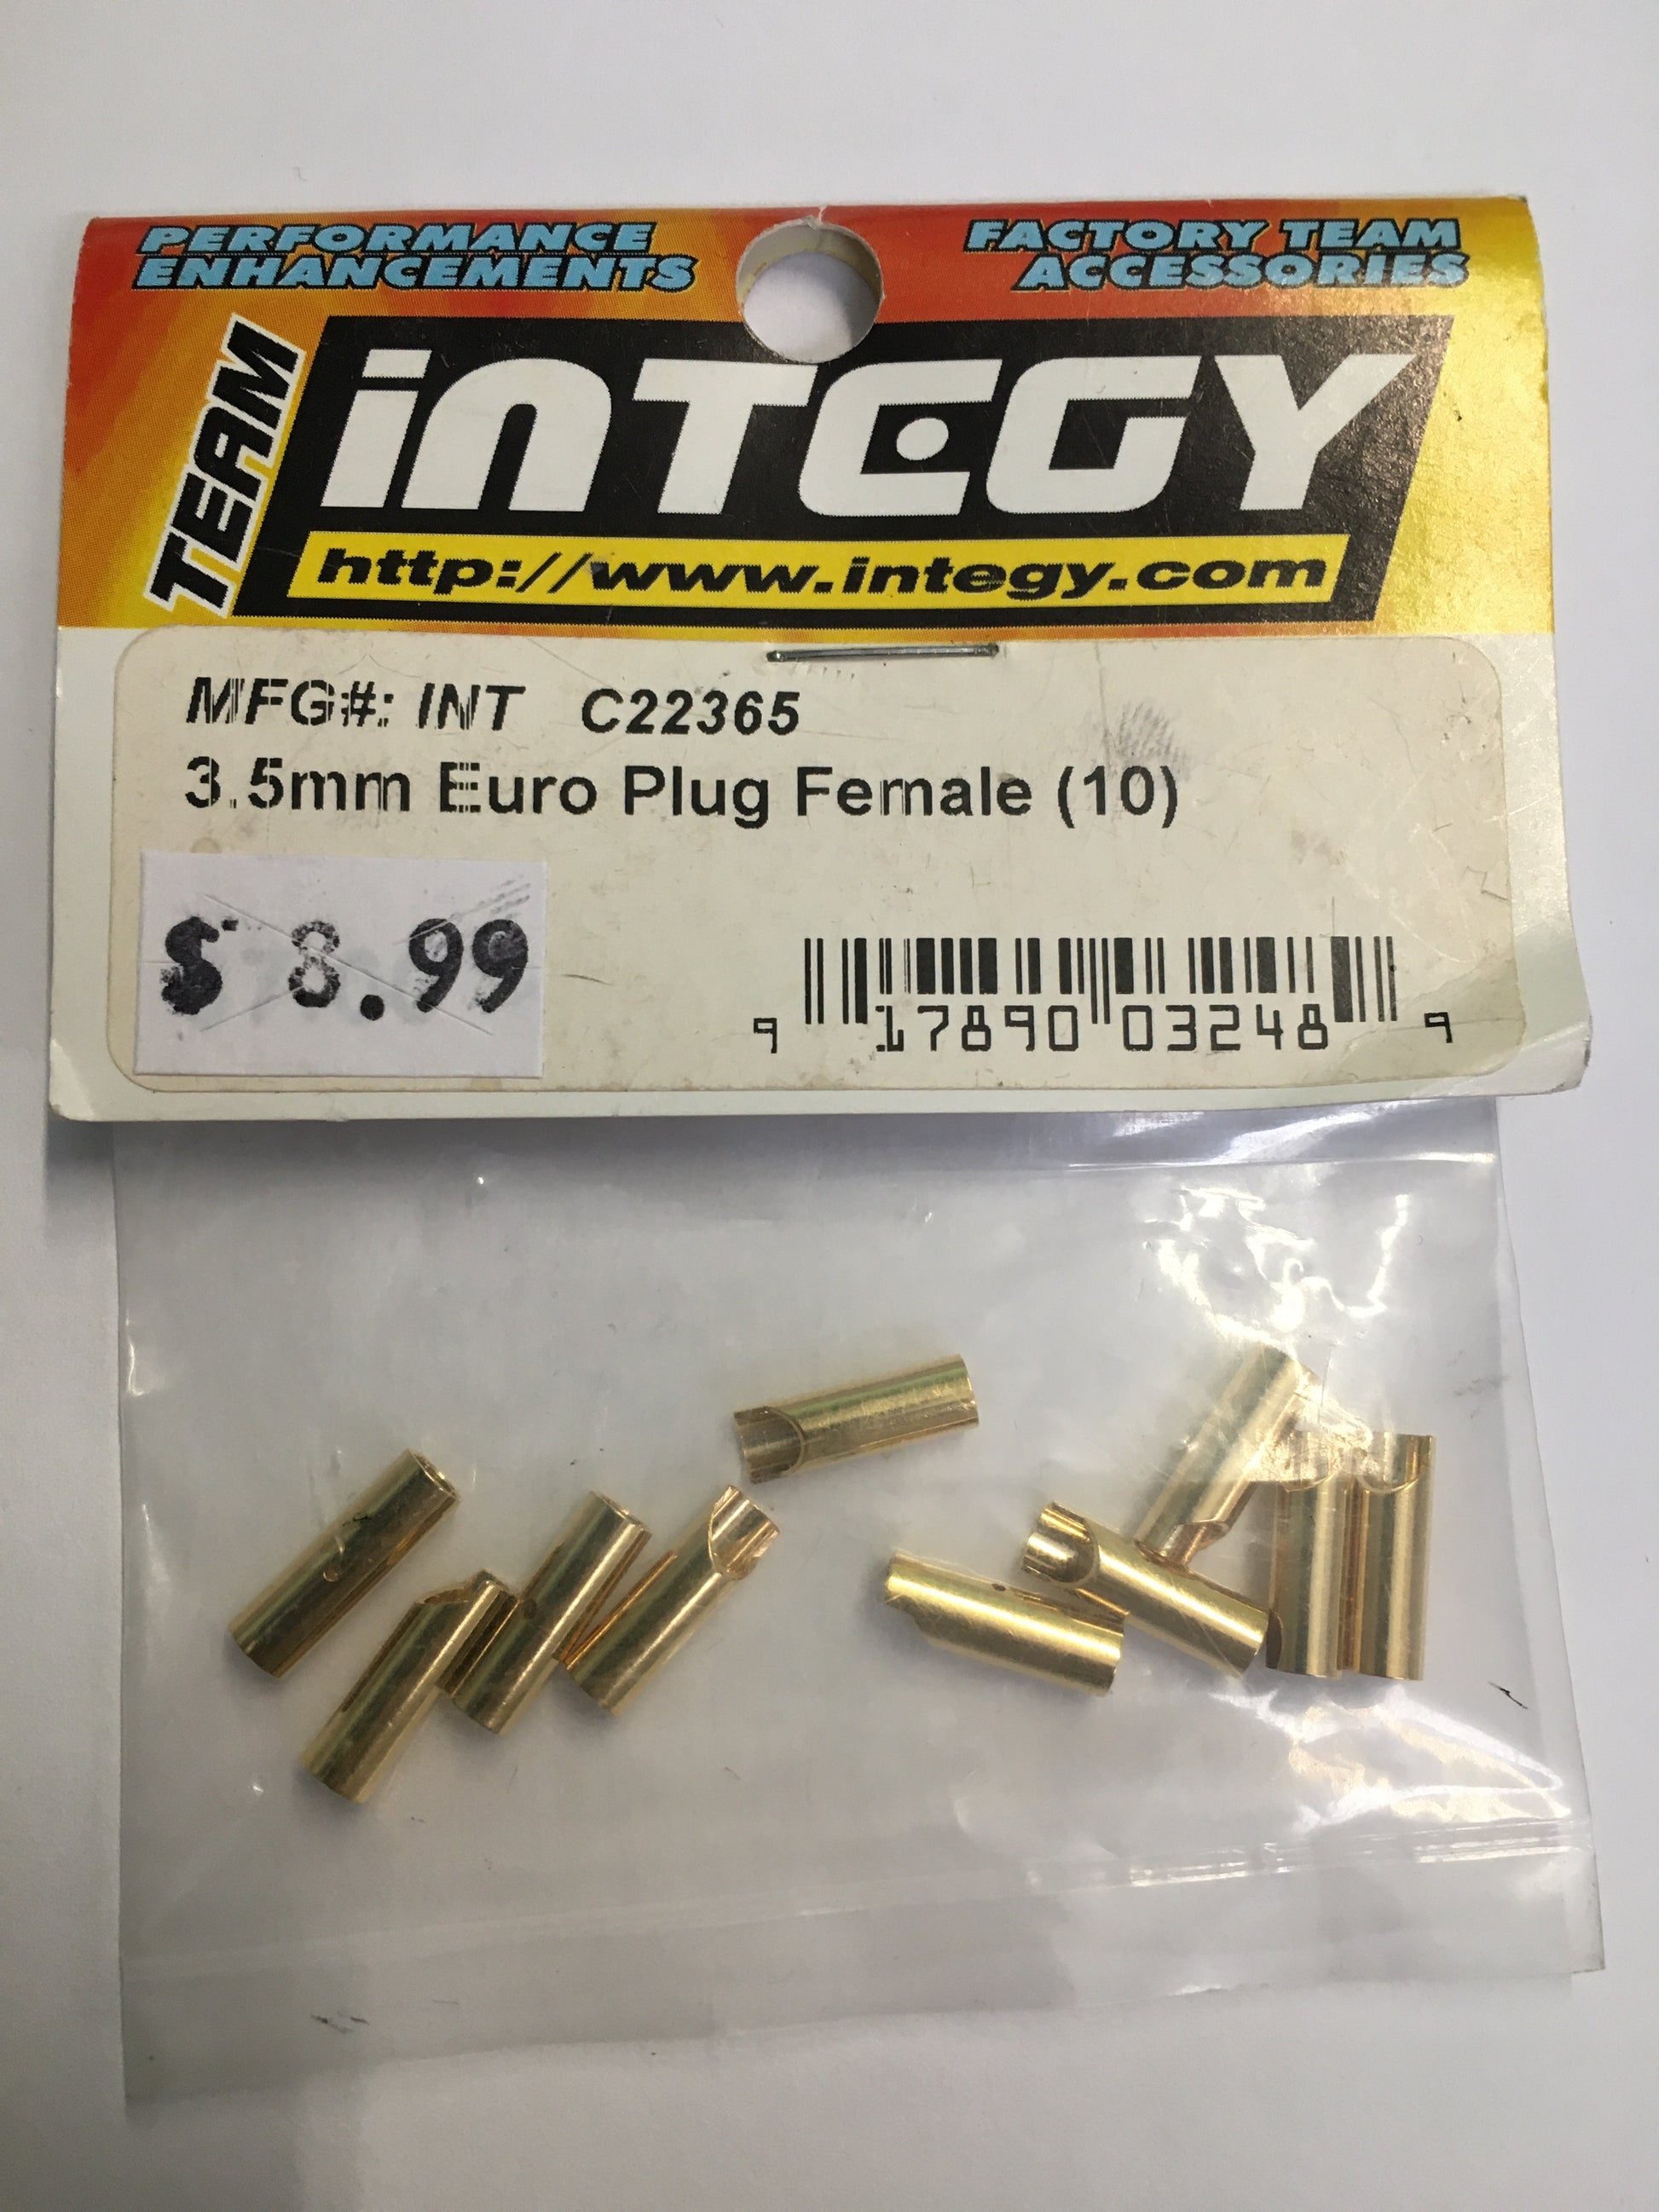 PERFORMANCE
ENHANCEMENTS
FACTORY TEAM
ACCESSORIES
TEAM
iNTEGY
http://www.integy.com
MFG#: INT C22365
3.5mm Euro Plug Female (10)
$ 8.99
9 17890 03248 9